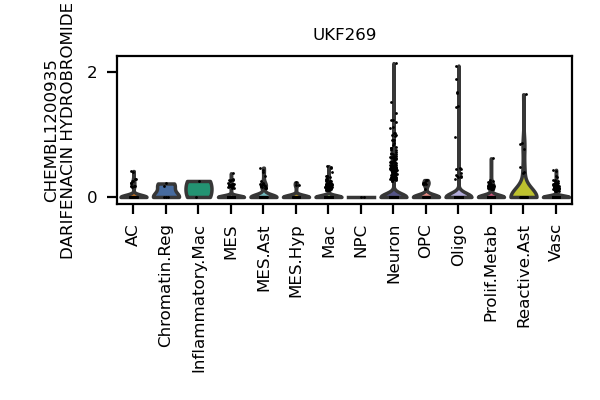 UKF269
CHEMBL1200935
DARIFENACIN HYDROBROMIDE
2
0
AC
Chromatin.Reg
Inflammatory.Mac
MES
MES.Ast
MES.Hyp
Mac
NPC
Neuron
OPC
Oligo
Prolif.Metab
Reactive.Ast
Vasc